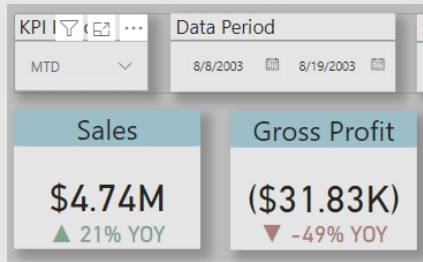 KPI
Data Period
MTD
8/8/2003 8/19/2003
Sales
Gross Profit
$4.74M
($31.83K)
▲ 21% YOY
▼ -49% YOY